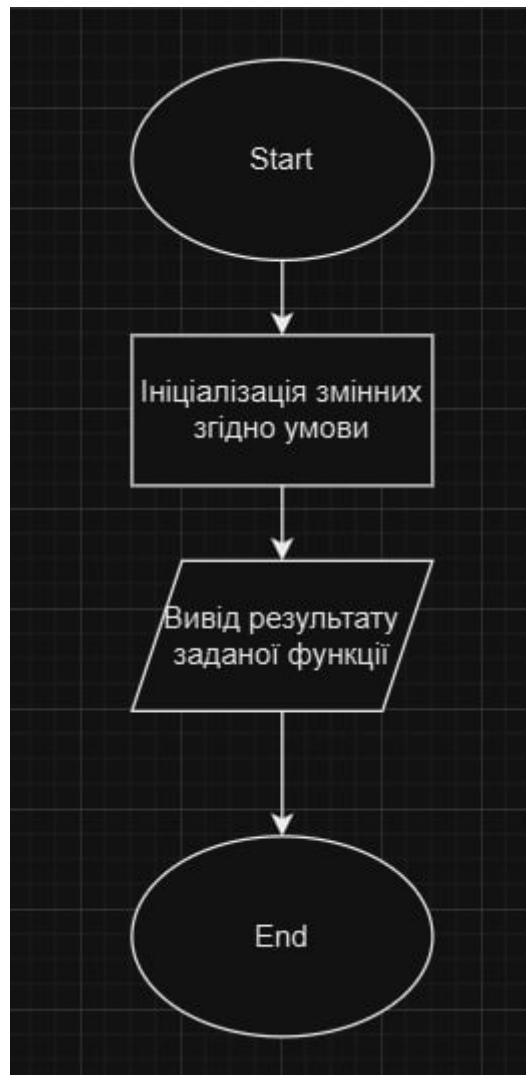 Start
Ініціалізація змінних
згідно умови
Вивід результату
заданої функції
End